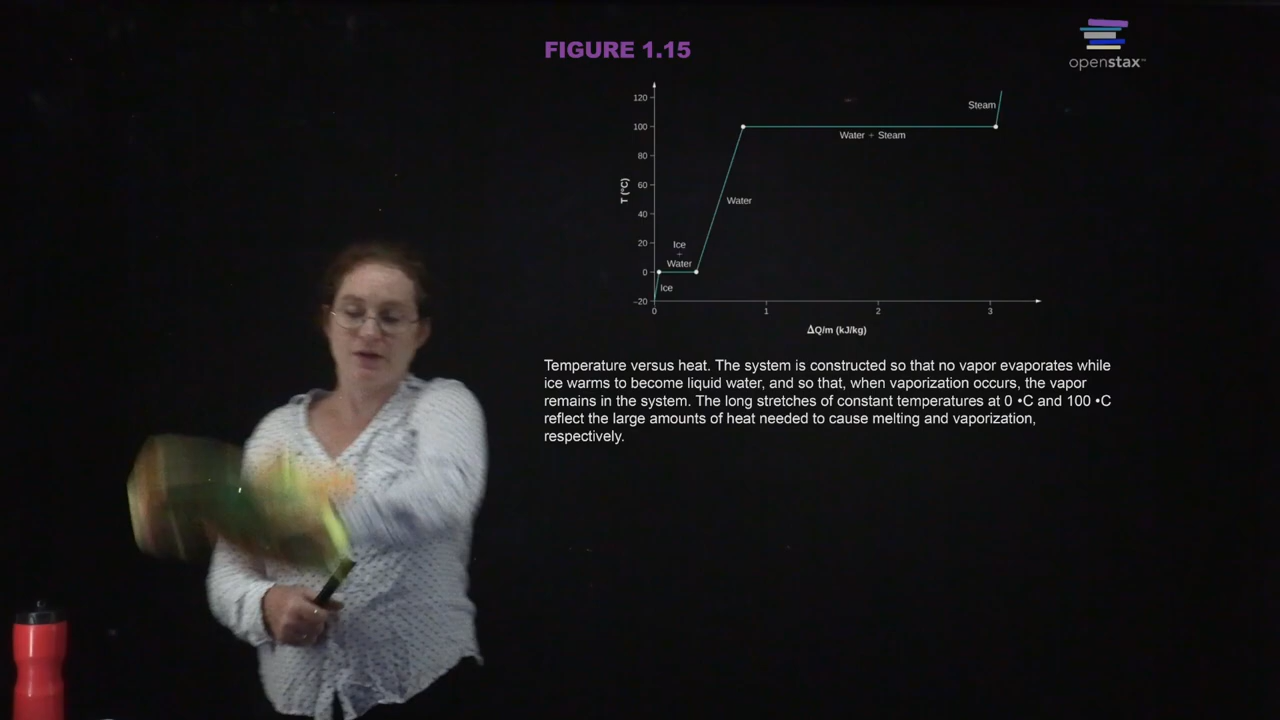 FIGURE 1.15
openstax™
120
Steam
100
Water + Steam
80
T (°C)
60
Water
40
20
Ice
+
Water
0
Ice
–20
0 1 2 3
ΔQ/m (kJ/kg)
Temperature versus heat. The system is constructed so that no vapor evaporates while
ice warms to become liquid water, and so that, when vaporization occurs, the vapor
remains in the system. The long stretches of constant temperatures at 0 •C and 100 •C
reflect the large amounts of heat needed to cause melting and vaporization,
respectively.